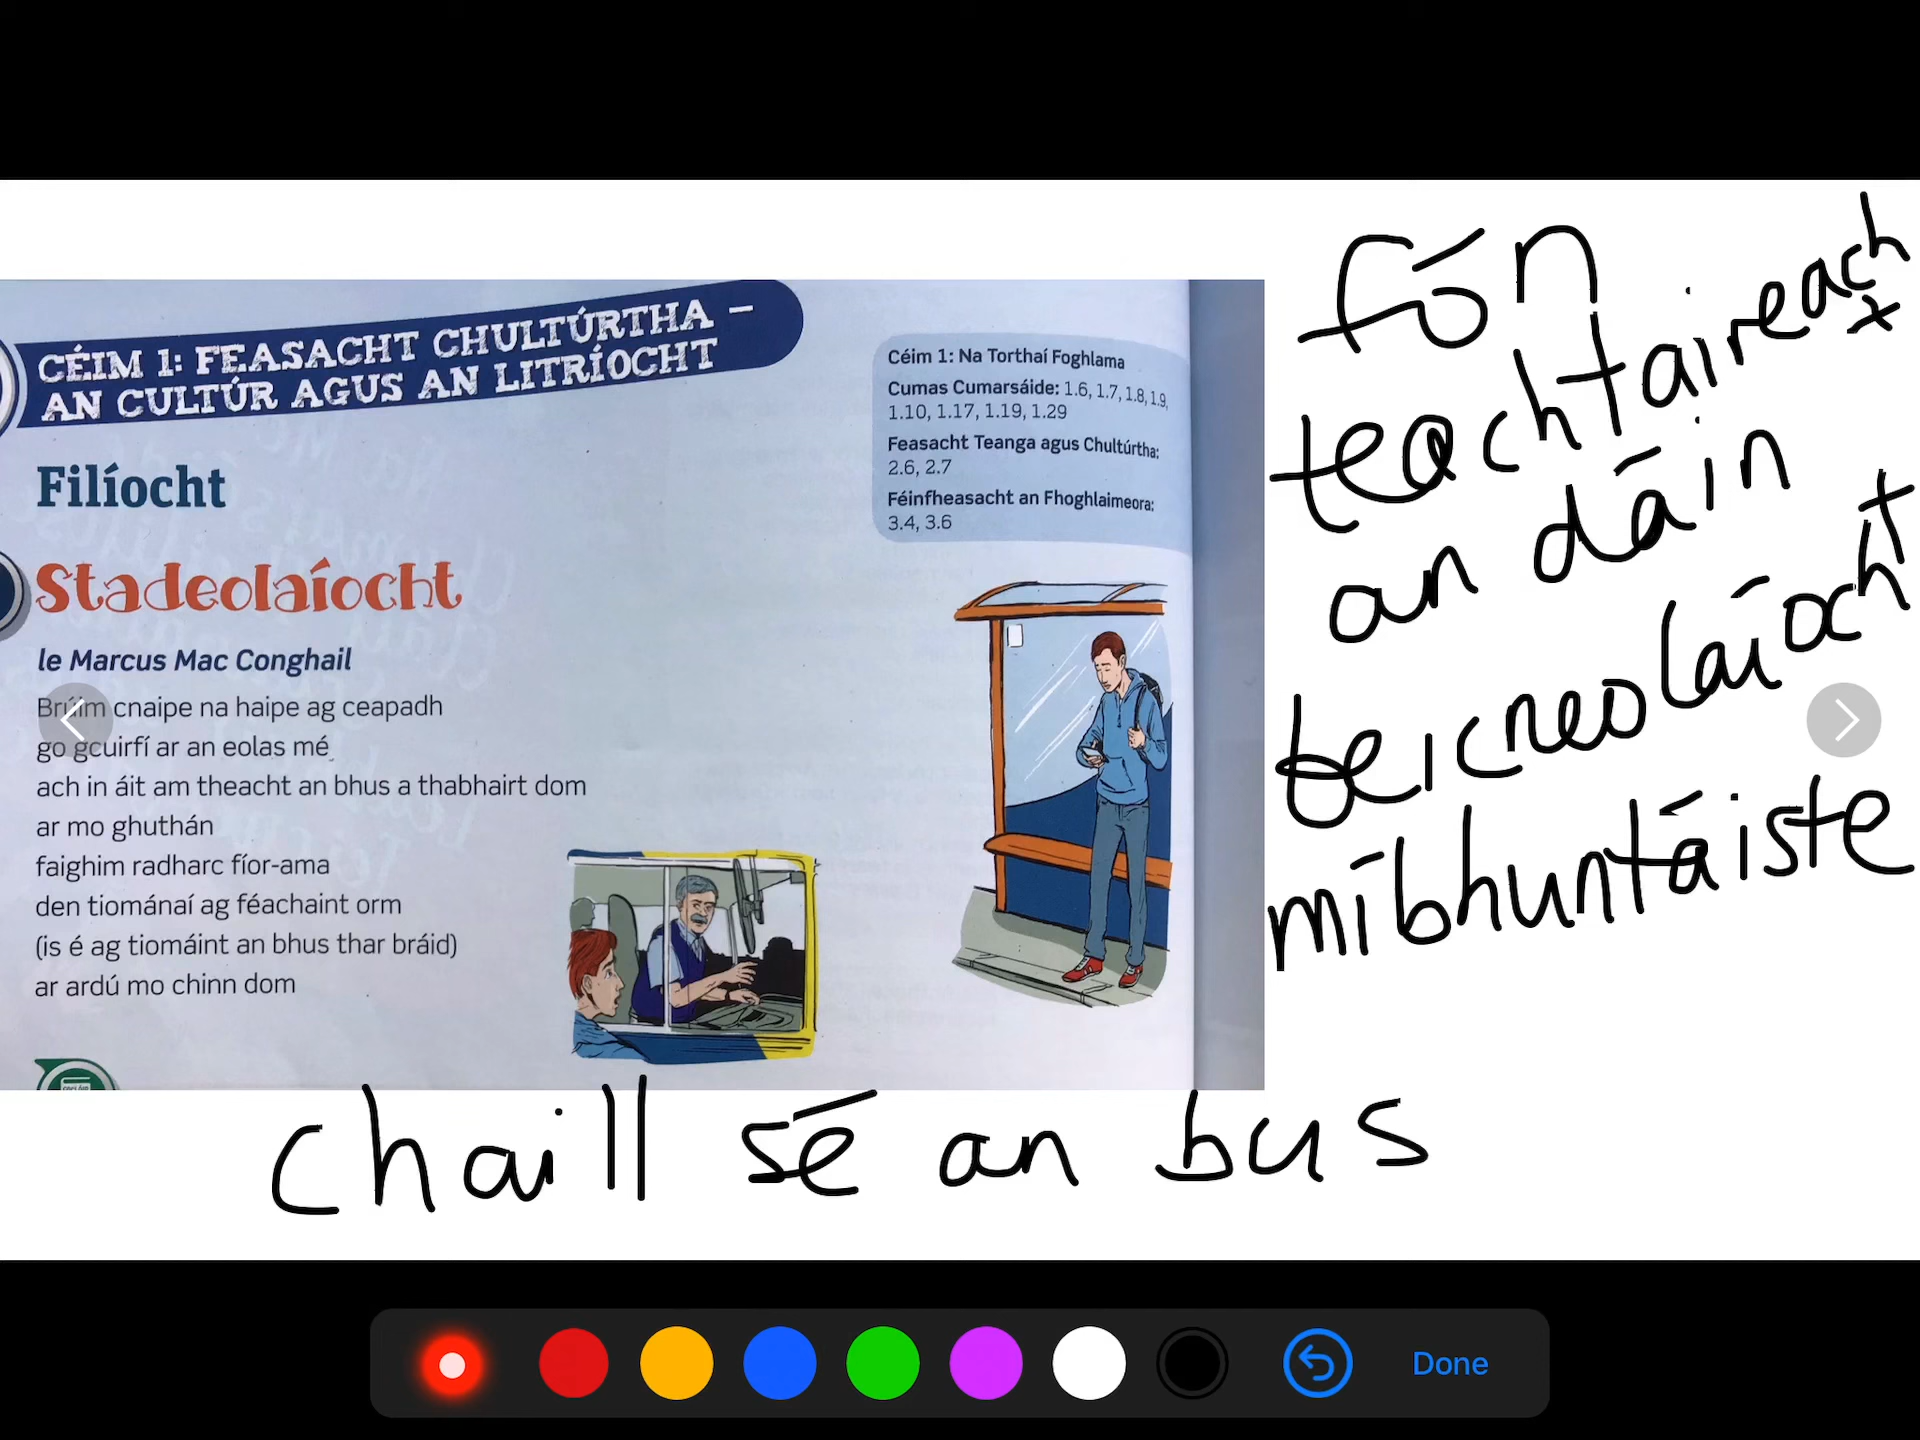 CÉIM 1: FEASACHT CHULTÚRTHA –
AN CULTÚR AGUS AN LITRÍOCHT
Filíocht
Stadeolaíocht
le Marcus Mac Conghail
Brúim cnaipe na haipe ag ceapadh
go gcuirfí ar an eolas mé
ach in áit am theacht an bhus a thabhairt dom
ar mo ghuthán
faighim radharc fíor-ama
den tiománaí ag féachaint orm
(is é ag tiomáint an bhus thar bráid)
ar ardú mo chinn dom
Céim 1: Na Torthaí Foghlama
Cumas Cumarsáide: 1.6, 1.7, 1.8, 1.9,
1.10, 1.17, 1.19, 1.29
Feasacht Teanga agus Chultúrtha:
2.6, 2.7
Féinfheasacht an Fhoghlaimeora:
3.4, 3.6
fón
teachtaireach
t
an dáin
teicneolaíocht
míbhuntáiste
chaill sé an bus
Done